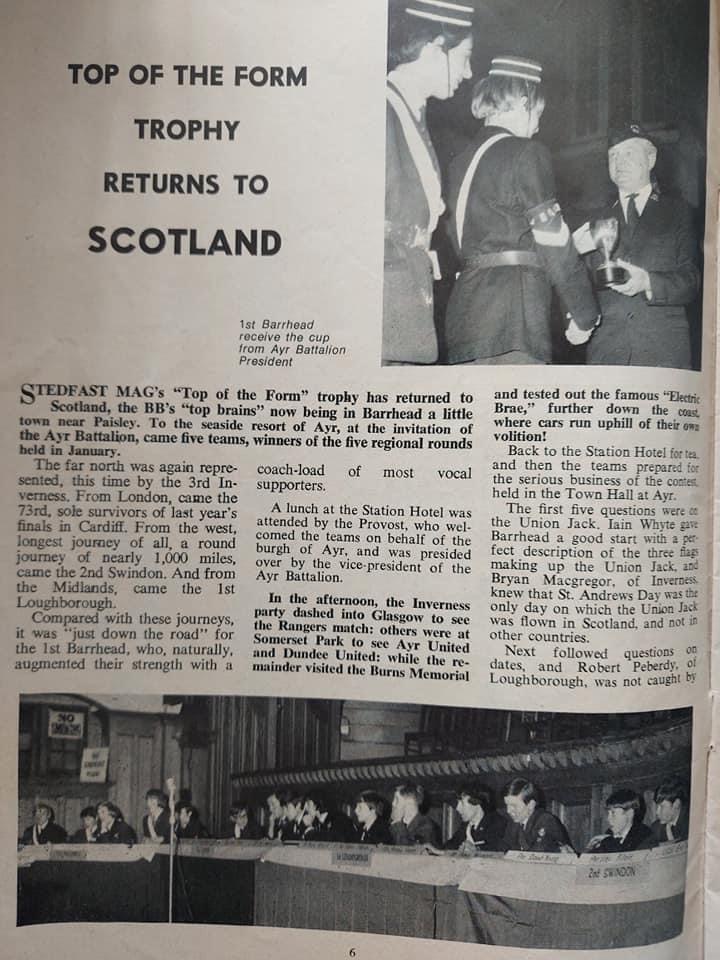 TOP OF THE FORM
TROPHY
RETURNS TO
SCOTLAND
1st Barrhead
receive the cup
from Ayr Battalion
President
STEDFAST MAG's "Top of the Form" trophy has returned to
Scotland, the BB's "top brains" now being in Barrhead a little
town near Paisley. To the seaside resort of Ayr, at the invitation of
the Ayr Battalion, came five teams, winners of the five regional rounds
held in January.
The far north was again repre-
sented, this time by the 3rd In-
verness. From London, came the
73rd, sole survivors of last year's
finals in Cardiff. From the west,
longest journey of all, a round
journey of nearly 1,000 miles,
came the 2nd Swindon. And from
the Midlands, came the 1st
Loughborough.
Compared with these journeys,
it was "just down the road" for
the 1st Barrhead, who, naturally,
augmented their strength with a
coach-load of most vocal
supporters.
A lunch at the Station Hotel was
attended by the Provost, who wel-
comed the teams on behalf of the
burgh of Ayr, and was presided
over by the vice-president of the
Ayr Battalion.
In the afternoon, the Inverness
party dashed into Glasgow to see
the Rangers match: others were at
Somerset Park to see Ayr United
and Dundee United: while the re-
mainder visited the Burns Memorial
and tested out the famous "Electric
Brae," further down the coast,
where cars run uphill of their own
volition!
Back to the Station Hotel for tea,
and then the teams prepared for
the serious business of the contest,
held in the Town Hall at Ayr.
The first five questions were on
the Union Jack. Iain Whyte gave
Barrhead a good start with a per-
fect description of the three flags
making up the Union Jack, and
Bryan Macgregor, of Inverness,
knew that St. Andrews Day was the
only day on which the Union Jack
was flown in Scotland, and not in
other countries.
Next followed questions on
dates, and Robert Peberdy, of
Loughborough, was not caught by
NO
SMOKING
2nd SWINDON
6